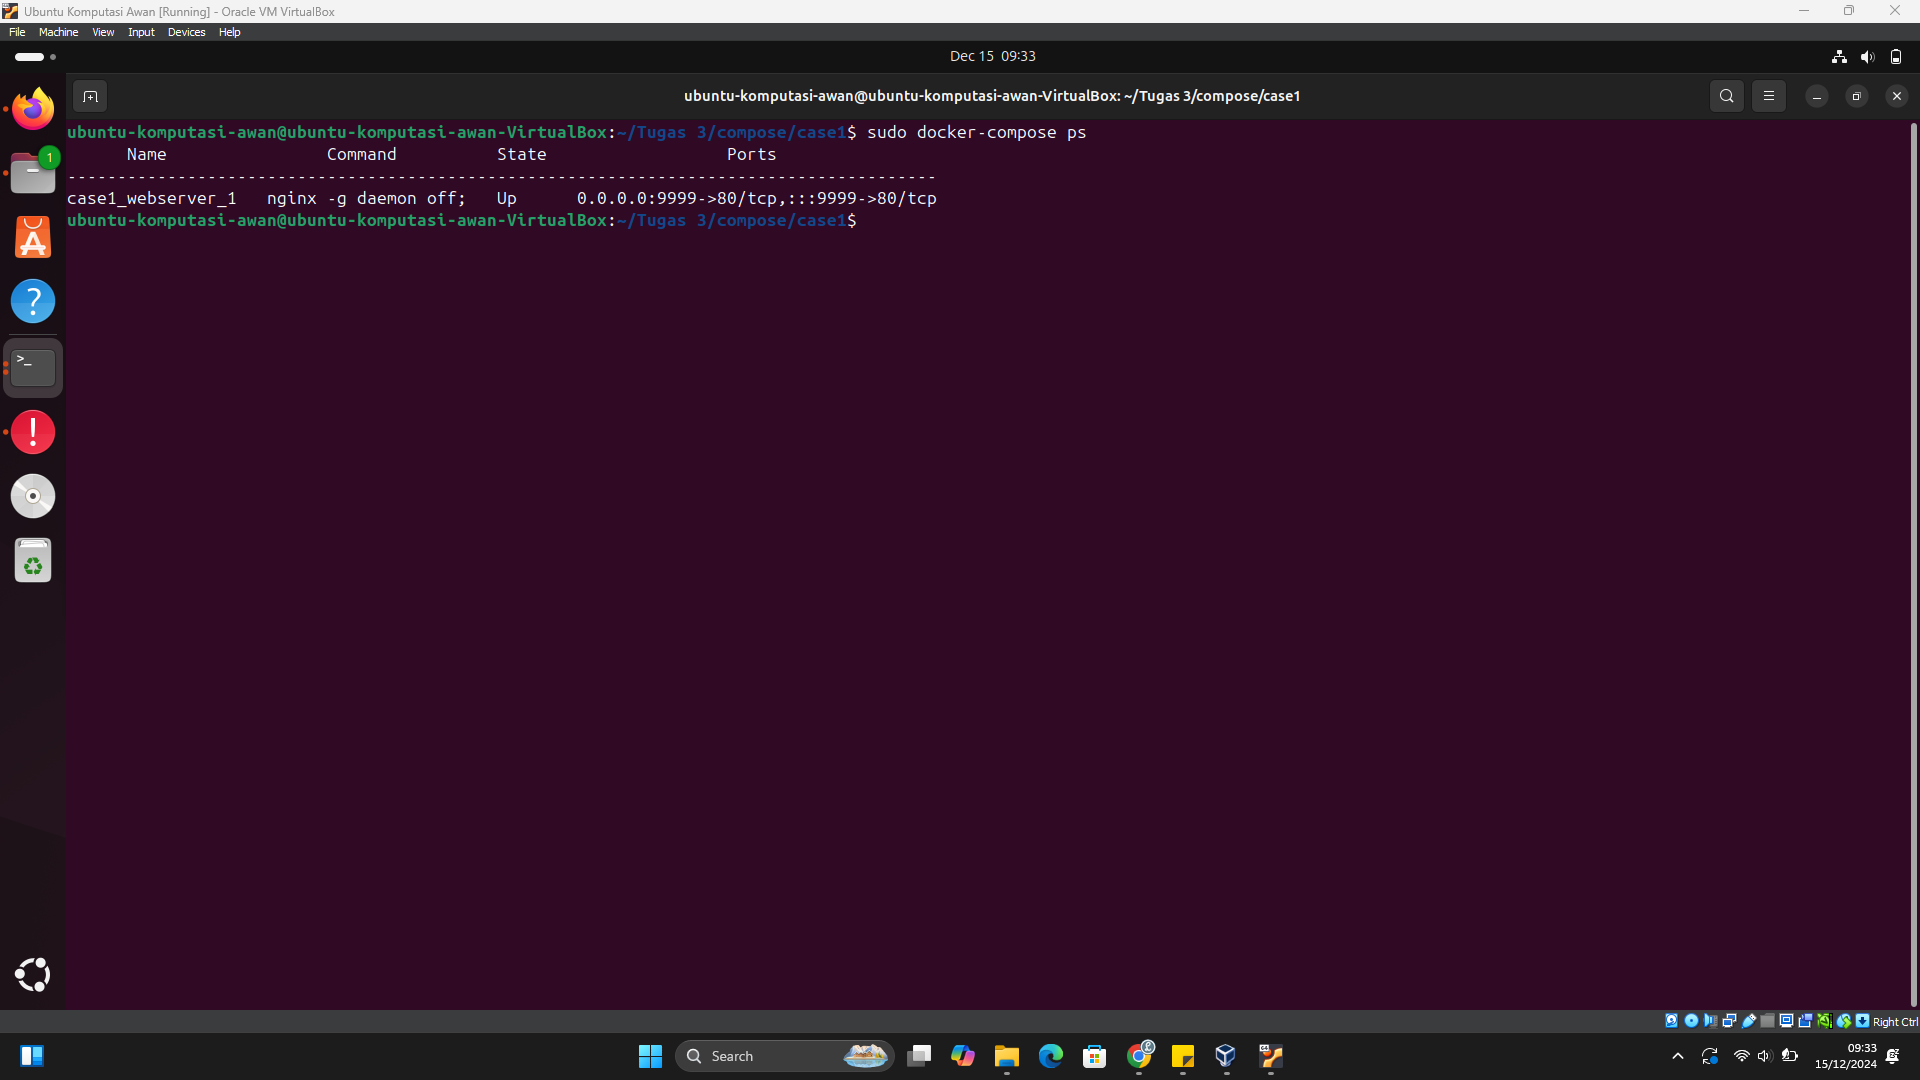 Ubuntu Komputasi Awan [Running] - Oracle VM VirtualBox
File Machine View Input Devices Help
Dec 15 09:33
ubuntu-komputasi-awan@ubuntu-komputasi-awan-VirtualBox: ~/Tugas 3/compose/case1
ubuntu-komputasi-awan@ubuntu-komputasi-awan-VirtualBox:~/Tugas 3/compose/case1$ sudo docker-compose ps
Name Command State Ports
---------------------------------------------------------------------------------------
case1_webserver_1 nginx -g daemon off; Up 0.0.0.0:9999->80/tcp,:::9999->80/tcp
ubuntu-komputasi-awan@ubuntu-komputasi-awan-VirtualBox:~/Tugas 3/compose/case1$
1
>_
Right Ctrl
Search
09:33
15/12/2024